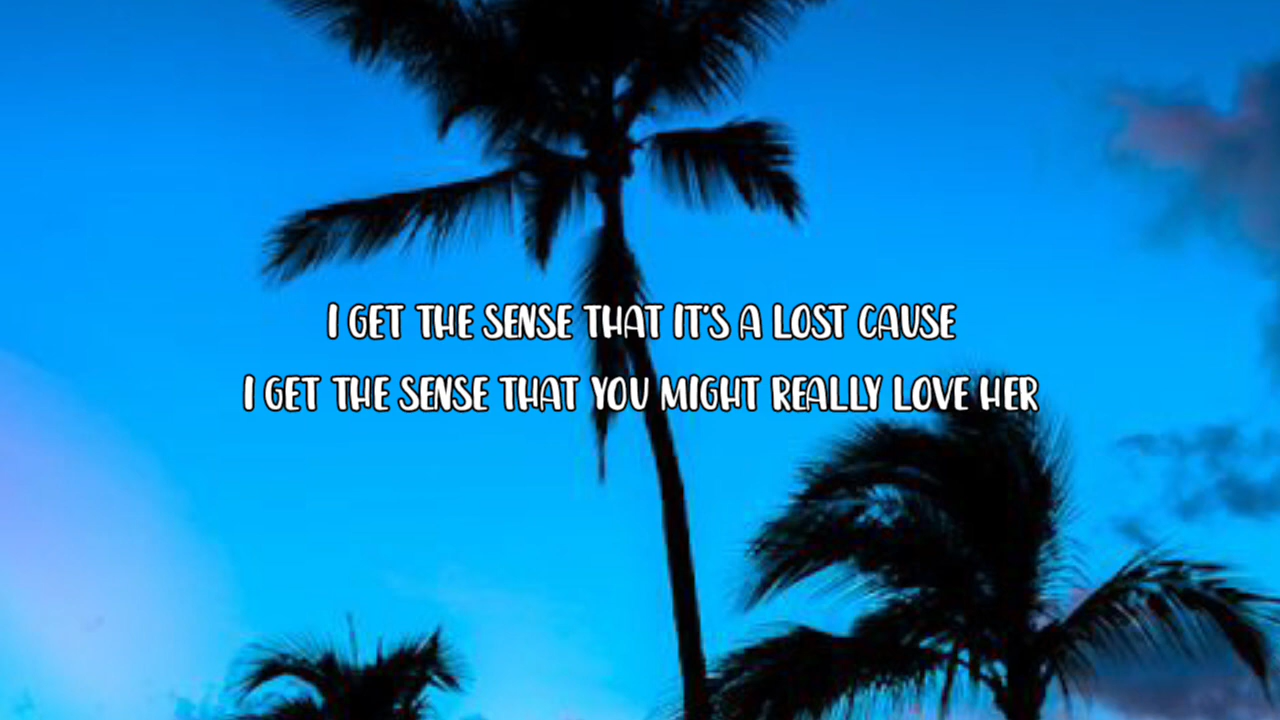 I GET THE SENSE THAT IT'S A LOST CAUSE
I GET THE SENSE THAT YOU MIGHT REALLY LOVE HER